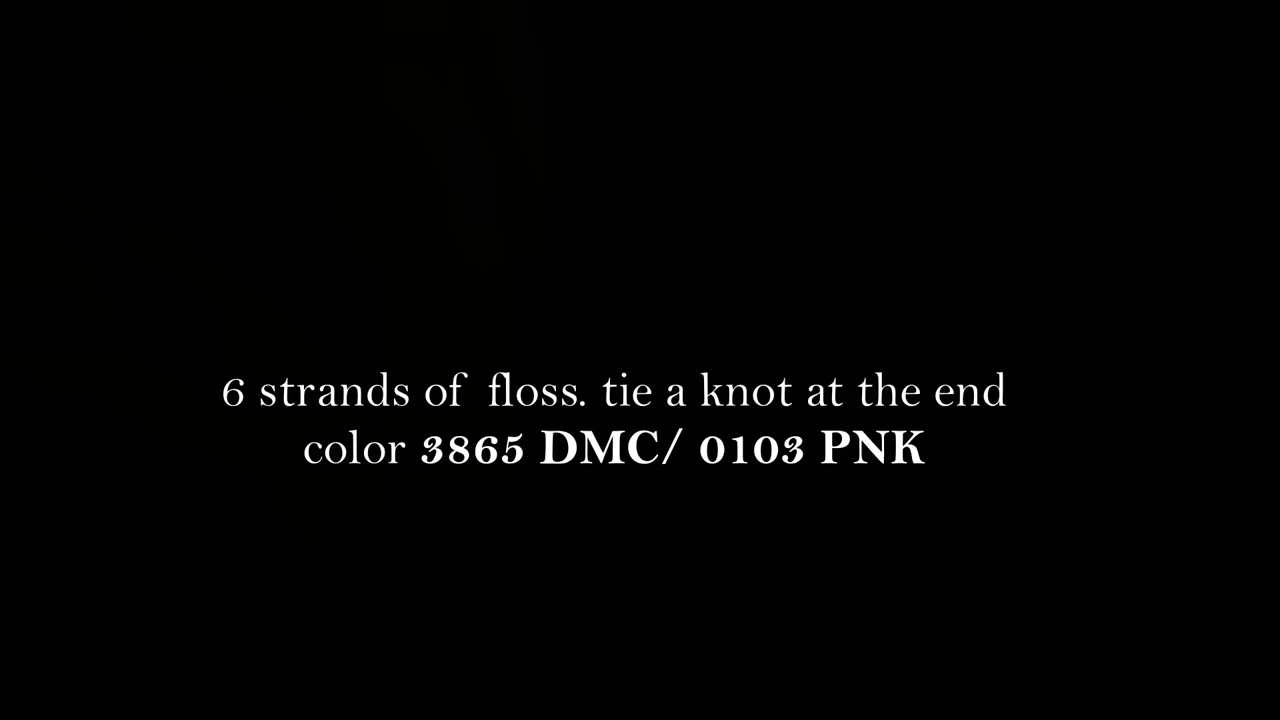 6 strands of floss. tie a knot at the end
color 3865 DMC/ 0103 PNK